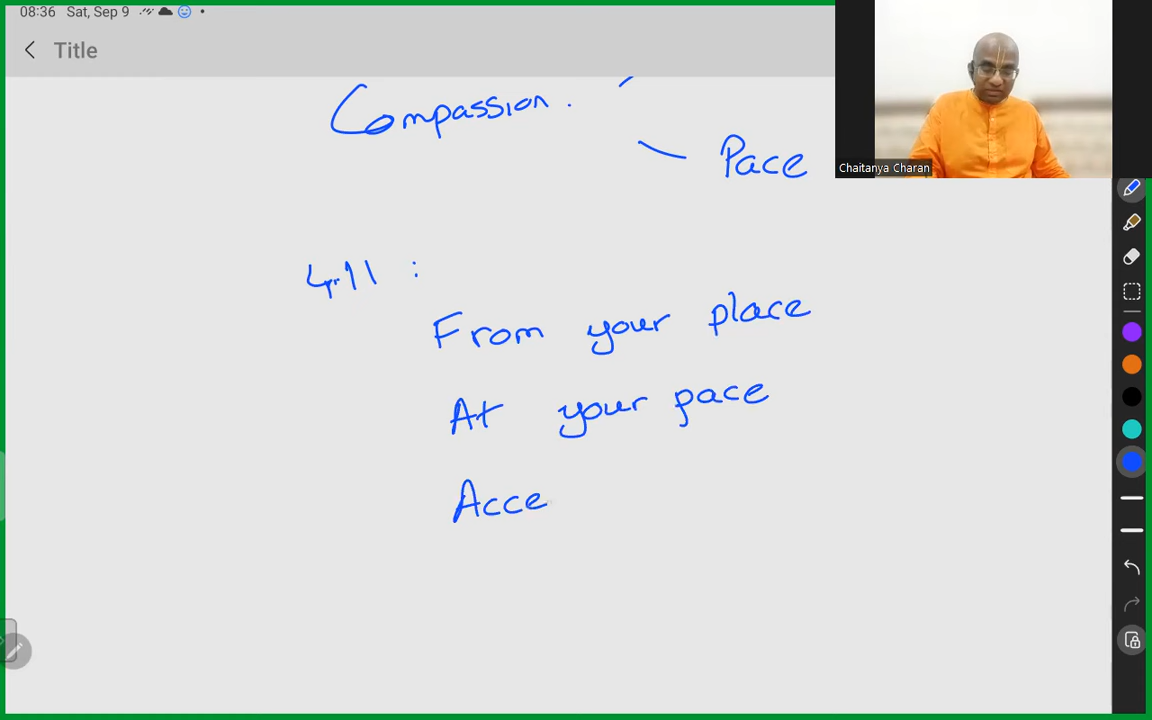 08:36 Sat, Sep 9
Title
Compassion.
Pace
Chaitanya Charan
4.11 :
From your place
At your pace
Acce